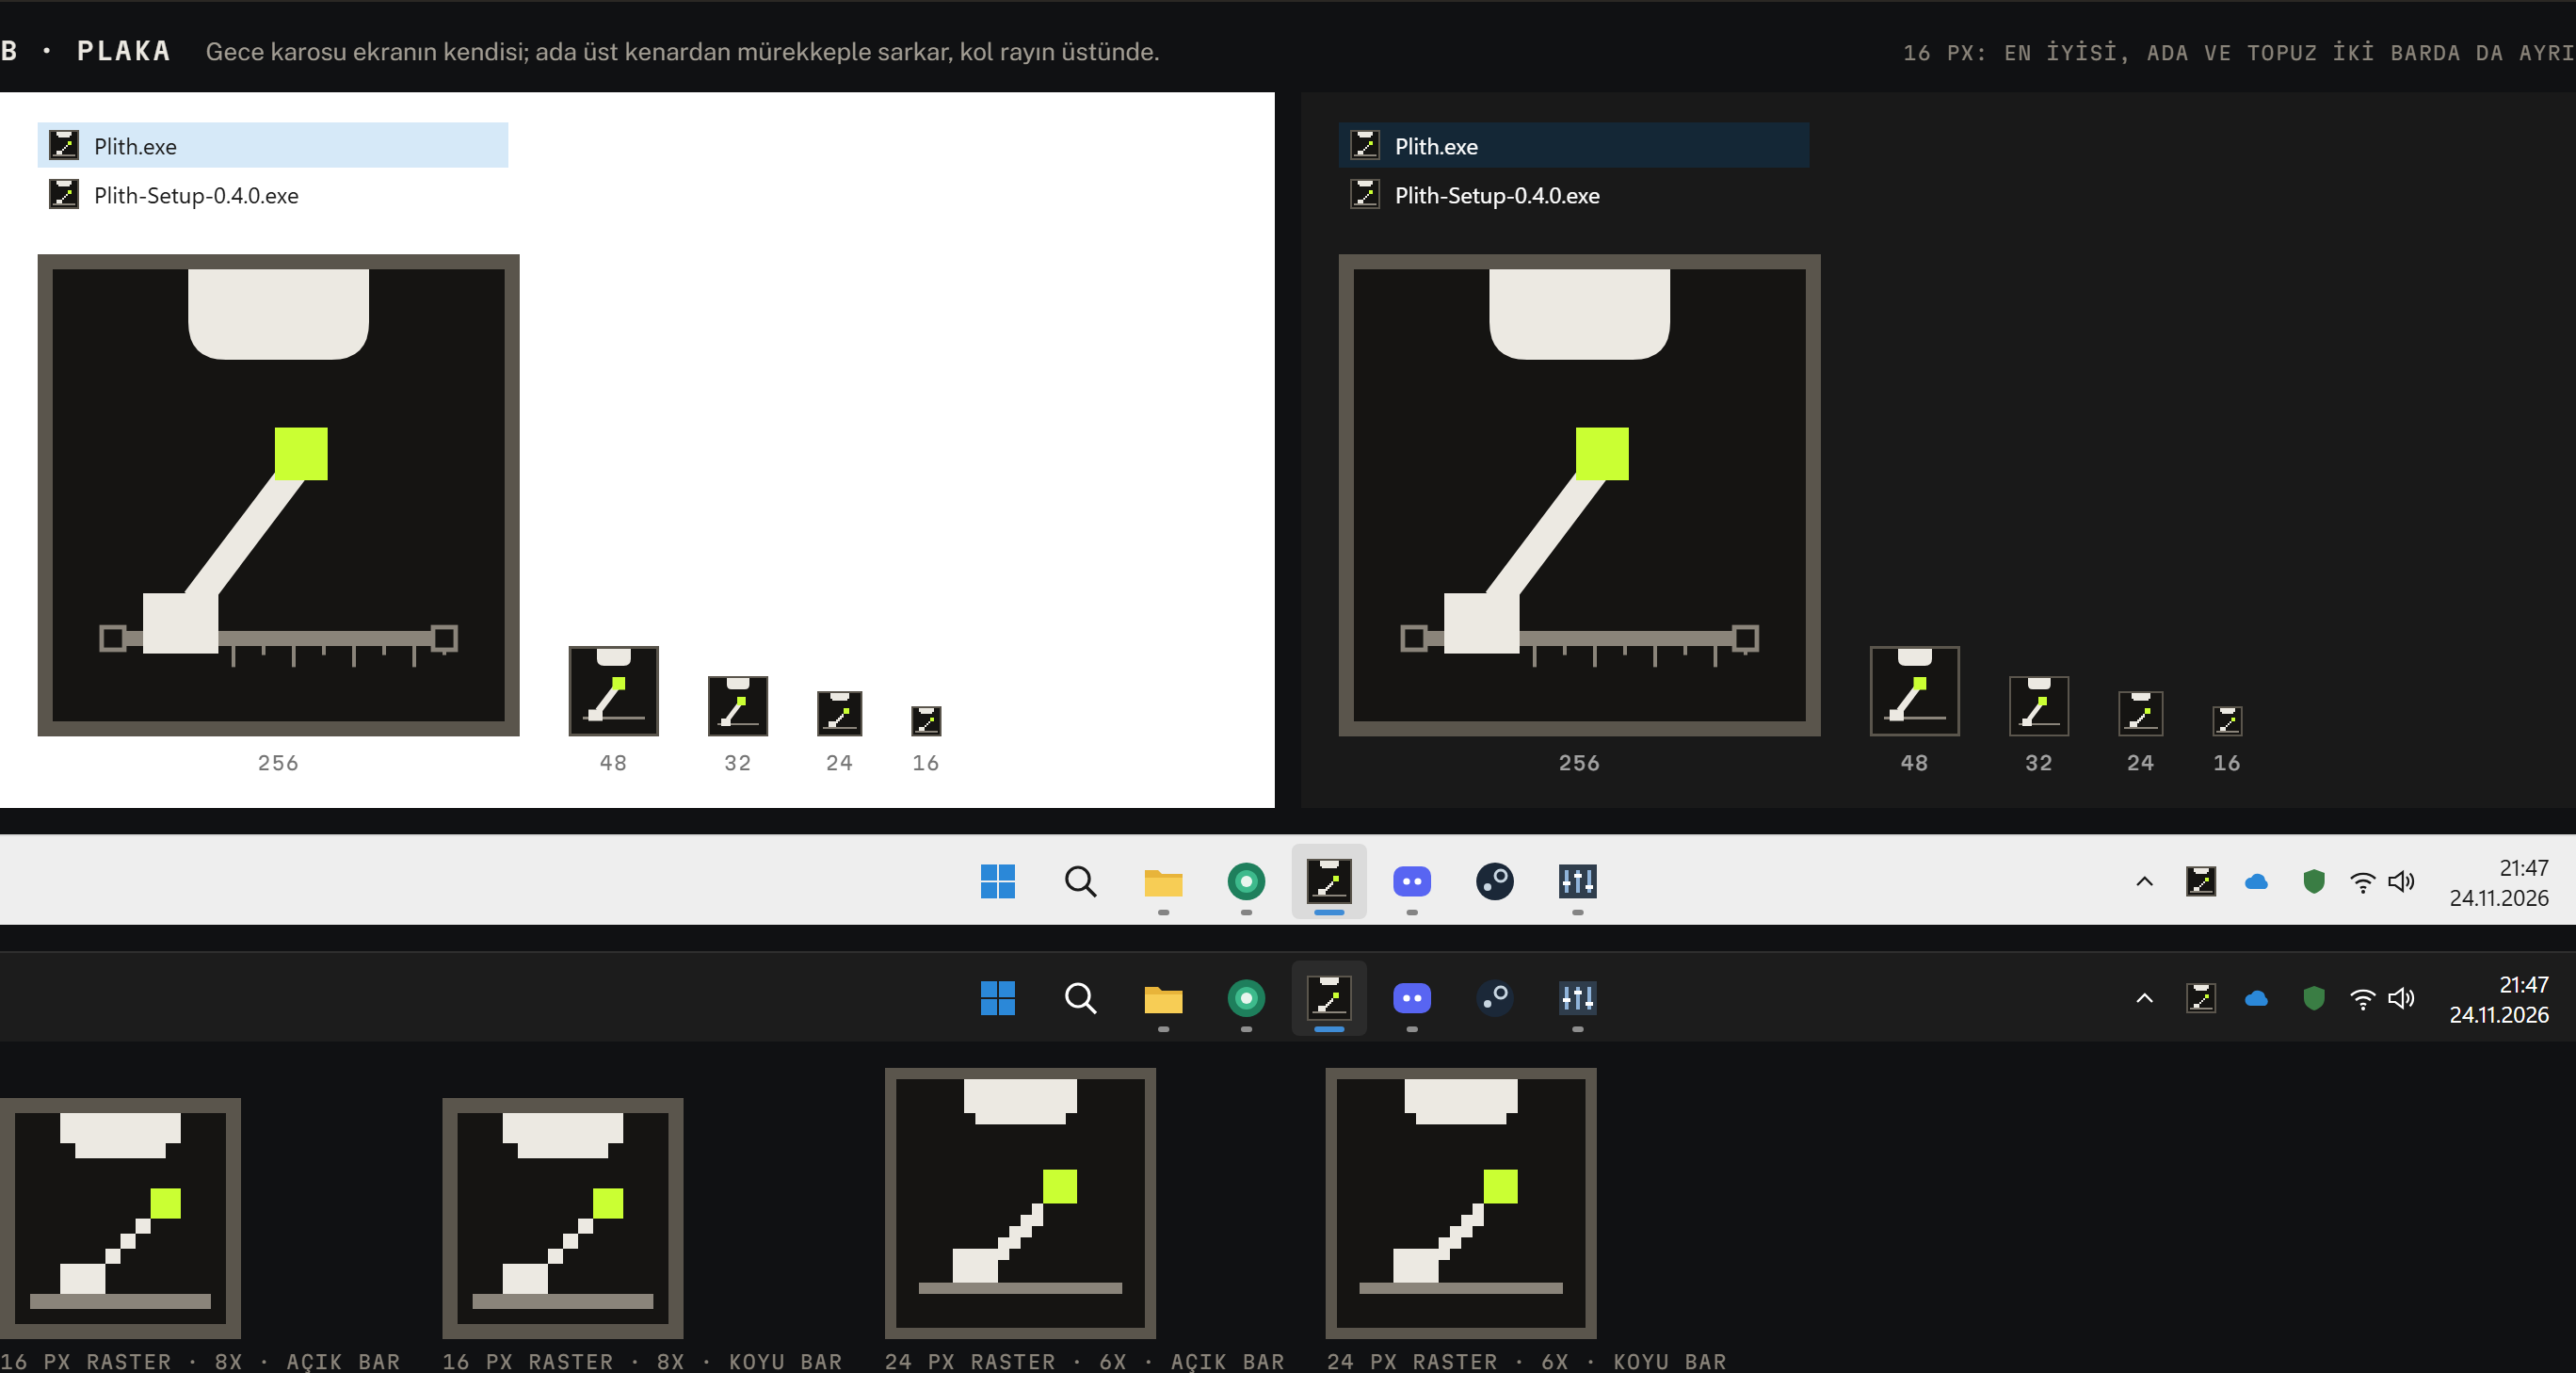 B · PLAKA Gece karosu ekranın kendisi; ada üst kenardan mürekkeple sarkar, kol rayın üstünde. 16 PX: EN İYİSİ, ADA VE TOPUZ İKİ BARDA DA AYRI
Plith.exe
Plith-Setup-0.4.0.exe
256 48 32 24 16
Plith.exe
Plith-Setup-0.4.0.exe
256 48 32 24 16
21:47
24.11.2026
21:47
24.11.2026
16 PX RASTER · 8X · AÇIK BAR
16 PX RASTER · 8X · KOYU BAR
24 PX RASTER · 6X · AÇIK BAR
24 PX RASTER · 6X · KOYU BAR